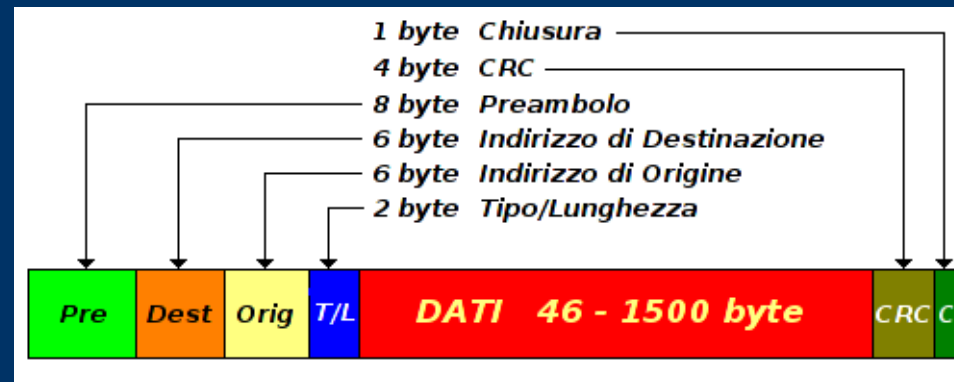 1 byte Chiusura
4 byte CRC
8 byte Preambolo
6 byte Indirizzo di Destinazione
6 byte Indirizzo di Origine
2 byte Tipo/Lunghezza
Pre Dest Orig T/L DATI 46 - 1500 byte CRC C